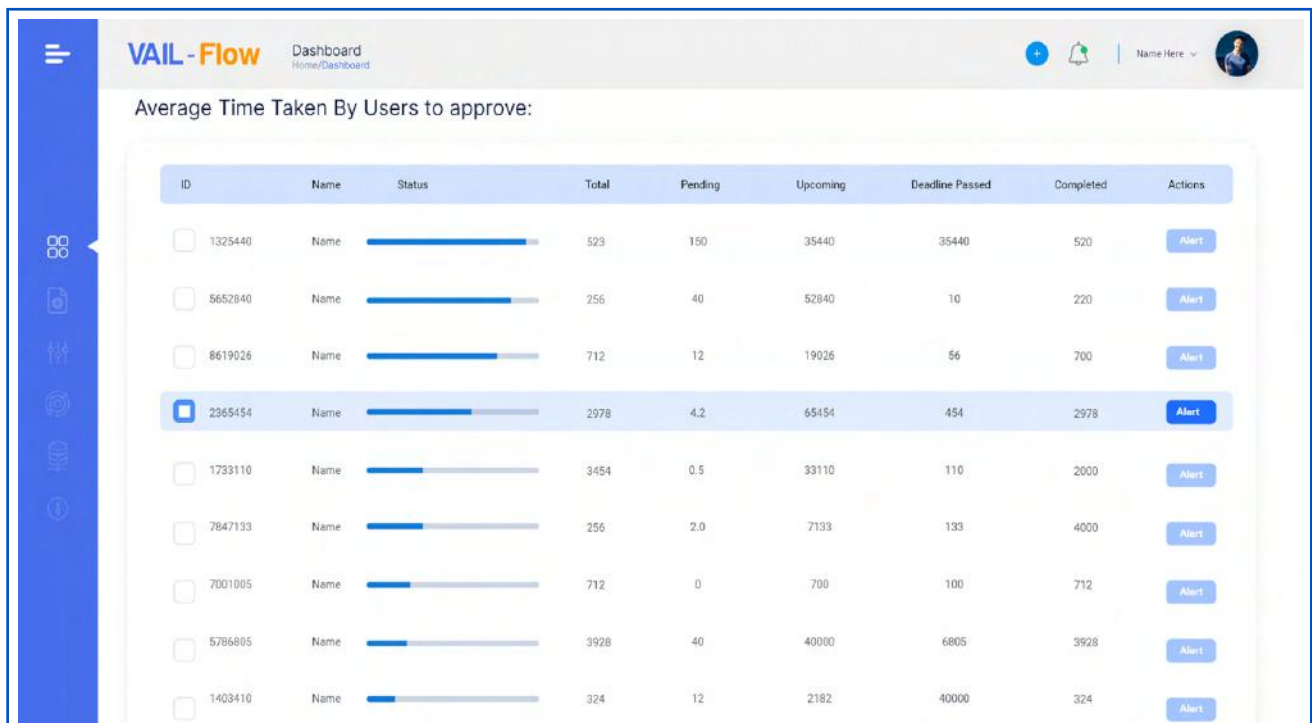 VAIL - Flow
Dashboard
Home/Dashboard
Name Here
Average Time Taken By Users to approve:
ID Name Status Total Pending Upcoming Deadline Passed Completed Actions
1325440 Name 523 150 35440 35440 520 Alert
5652840 Name 256 40 52840 10 220 Alert
8619026 Name 712 12 19026 56 700 Alert
2365454 Name 2978 4.2 65454 454 2978 Alert
1733110 Name 3454 0.5 33110 110 2000 Alert
7847133 Name 256 2.0 7133 133 4000 Alert
7001005 Name 712 0 700 100 712 Alert
5786805 Name 3928 40 40000 6805 3928 Alert
1403410 Name 324 12 2182 40000 324 Alert